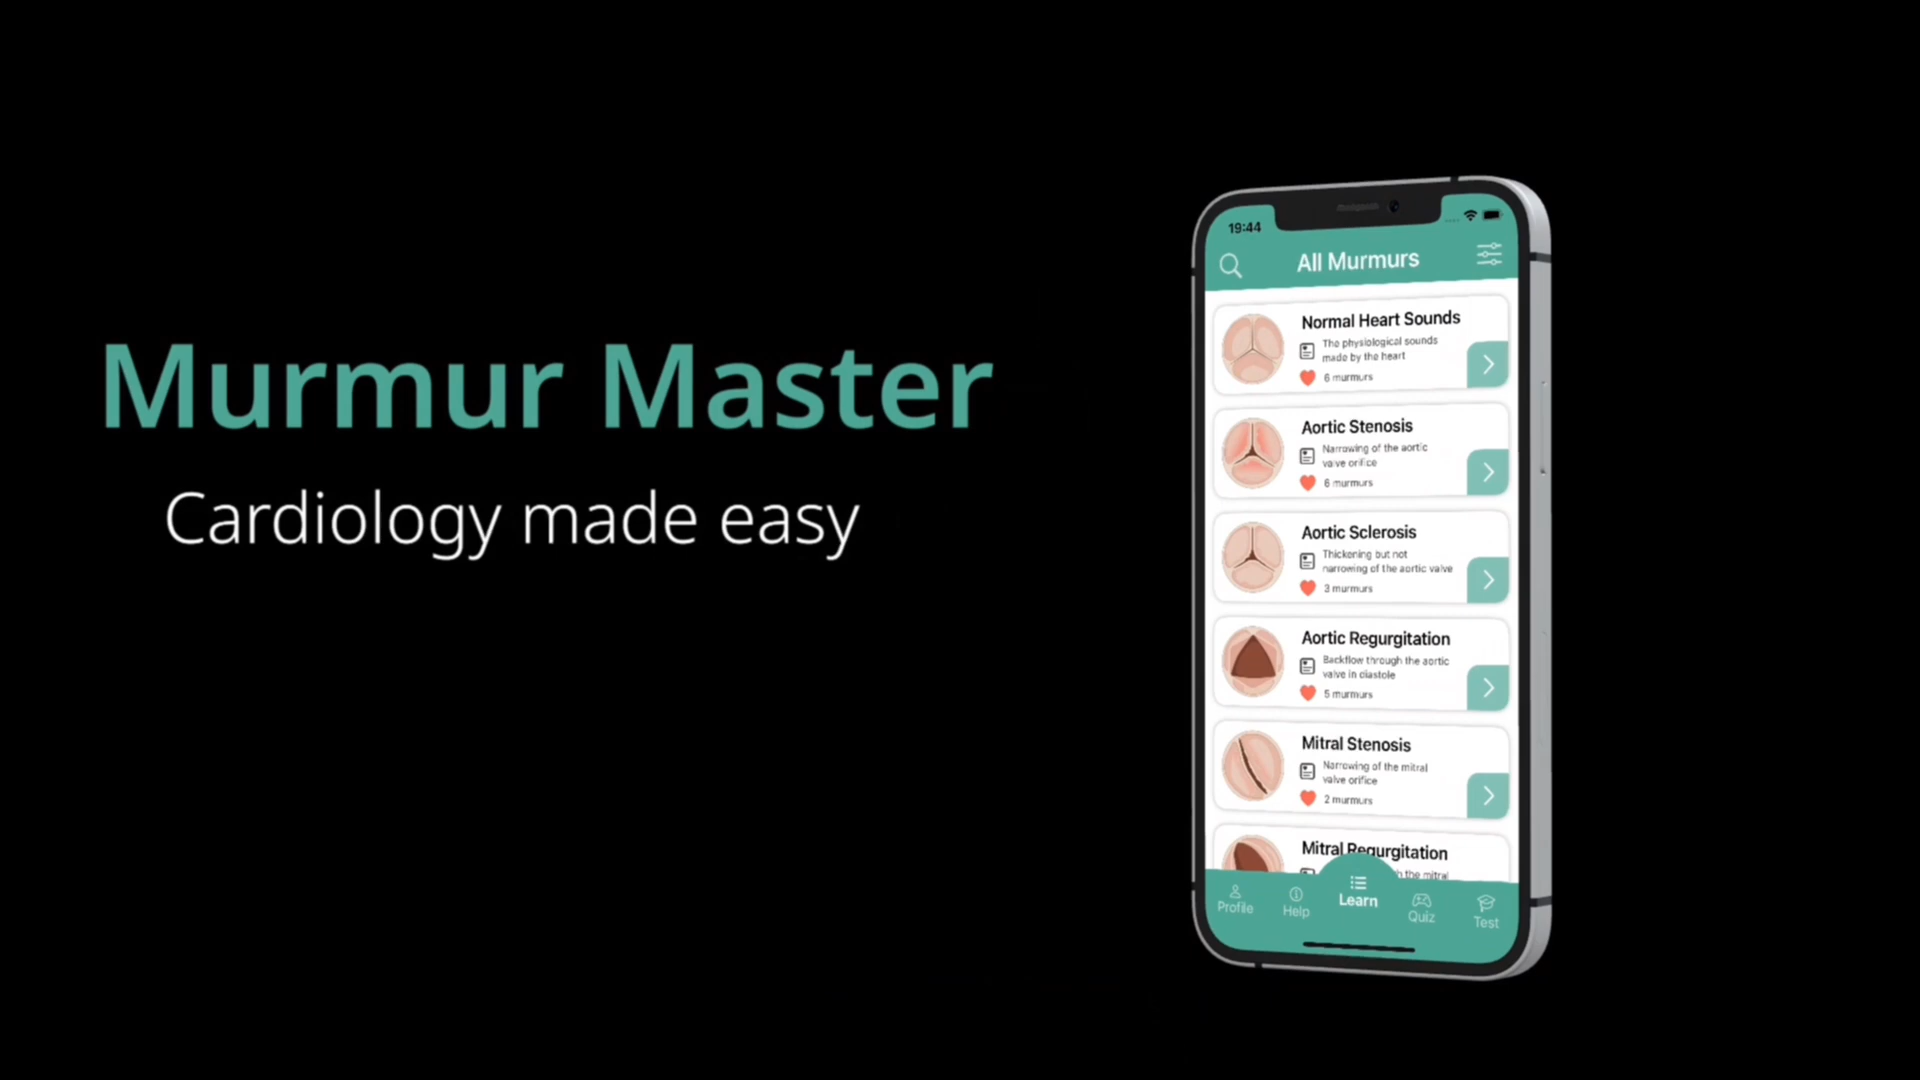 Murmur Master
Cardiology made easy
19:44
All Murmurs
Normal Heart Sounds
The physiological sounds
made by the heart
6 murmurs
Aortic Stenosis
Narrowing of the aortic
valve orifice
6 murmurs
Aortic Sclerosis
Thickening but not
narrowing of the aortic valve
3 murmurs
Aortic Regurgitation
Backflow through the aortic
valve in diastole
5 murmurs
Mitral Stenosis
Narrowing of the mitral
valve orifice
2 murmurs
Mitral Regurgitation
the mitral
Profile
Help
Learn
Quiz
Test